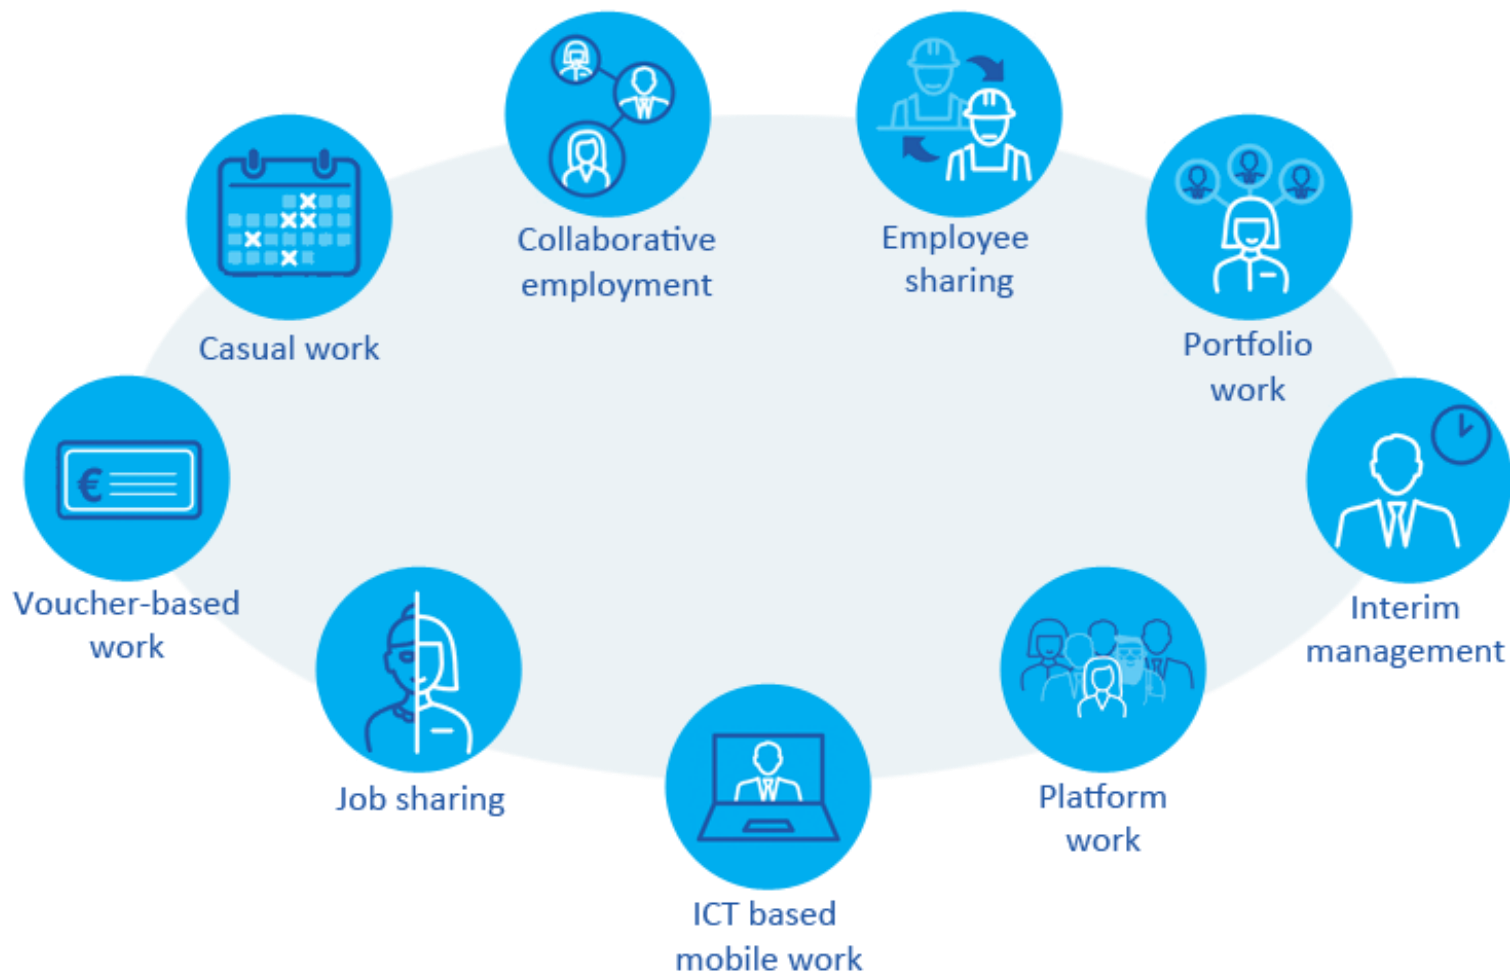 Collaborative
employment
Employee
sharing
Casual work
Portfolio
work
€
Voucher-based
work
Interim
management
Job sharing
Platform
work
ICT based
mobile work